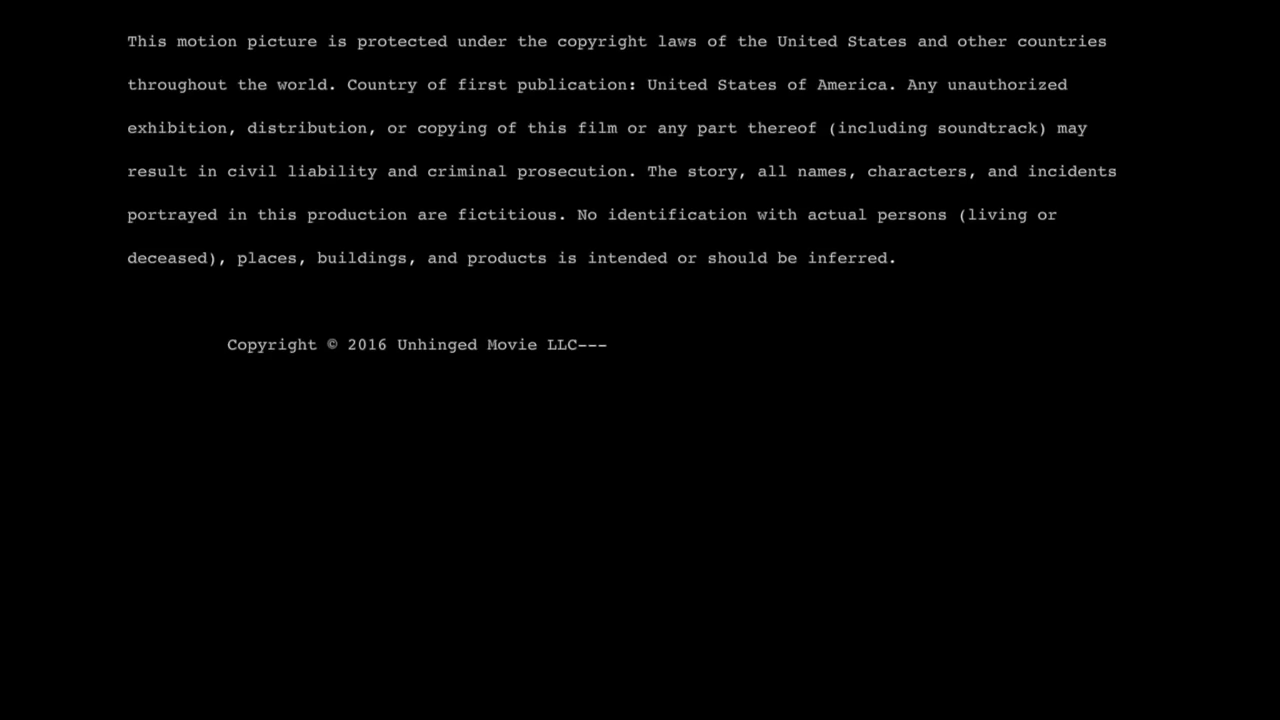 This motion picture is protected under the copyright laws of the United States and other countries
throughout the world. Country of first publication: United States of America. Any unauthorized
exhibition, distribution, or copying of this film or any part thereof (including soundtrack) may
result in civil liability and criminal prosecution. The story, all names, characters, and incidents
portrayed in this production are fictitious. No identification with actual persons (living or
deceased), places, buildings, and products is intended or should be inferred.
Copyright © 2016 Unhinged Movie LLC---